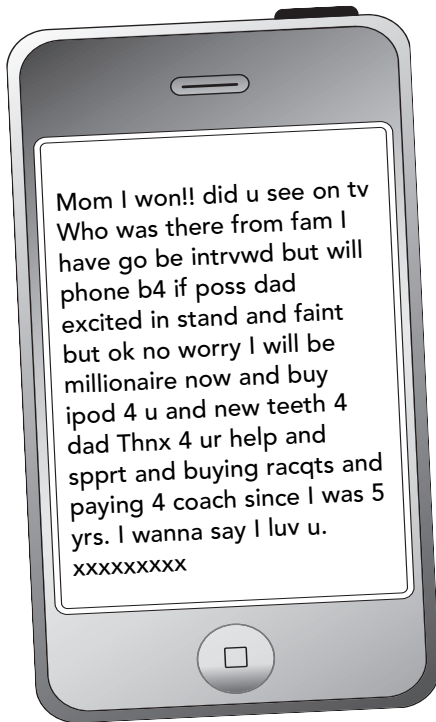 Mom I won!! did u see on tv
Who was there from fam I
have go be intrvwd but will
phone b4 if poss dad
excited in stand and faint
but ok no worry I will be
millionaire now and buy
ipod 4 u and new teeth 4
dad Thnx 4 ur help and
spprt and buying racqts and
paying 4 coach since I was 5
yrs. I wanna say I luv u.
xxxxxxxxx